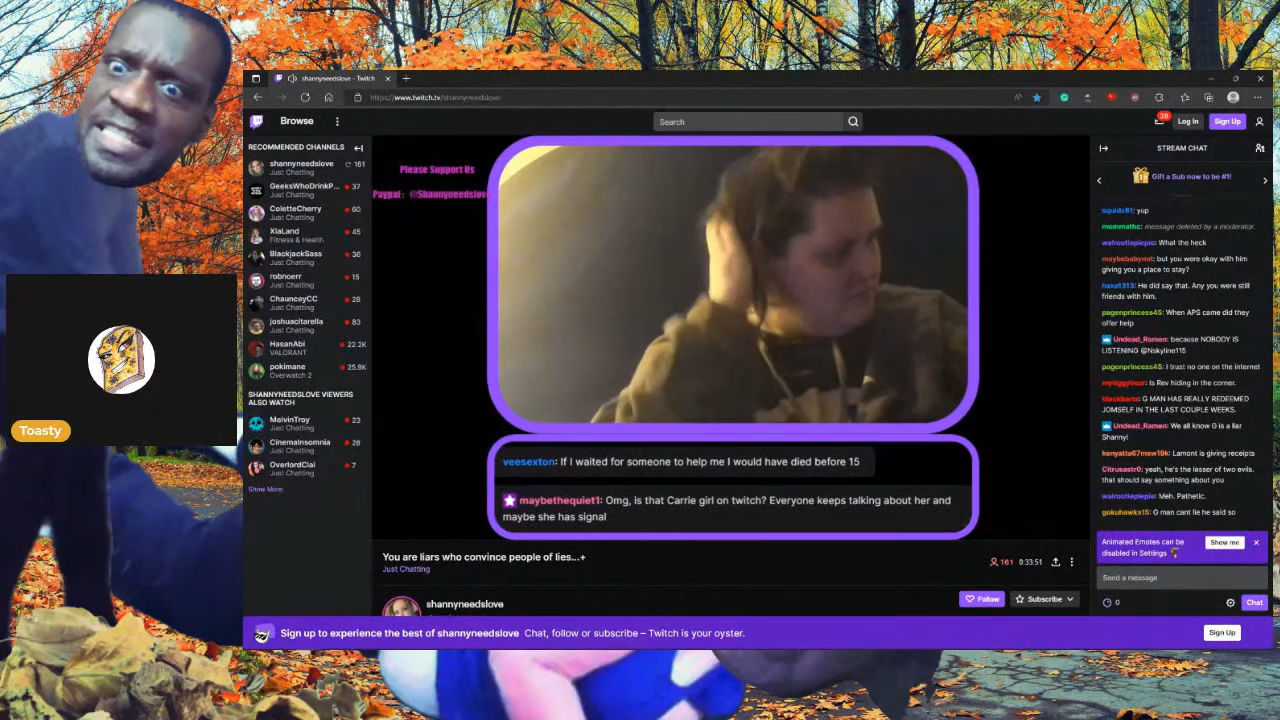 shannyneedslove - Twitch
https://www.twitch.tv/shannyneedslove
Browse
Search
28
Log In
Sign Up
RECOMMENDED CHANNELS
shannyneedslove
161
Just Chatting
GeeksWhoDrinkP...
37
Just Chatting
ColetteCherry
60
Just Chatting
XiaLand
45
Fitness & Health
BlackjackSass
36
Just Chatting
robnoerr
15
Just Chatting
ChaunceyCC
28
Just Chatting
joshuacitarella
83
Just Chatting
HasanAbi
22.2K
VALORANT
pokimane
25.9K
Overwatch 2
SHANNYNEEDSLOVE VIEWERS
ALSO WATCH
MelvinTroy
23
Just Chatting
CinemaInsomnia
28
Just Chatting
OverlordClai
7
Just Chatting
Show More
Toasty
Please Support Us
Paypal: @Shannyneedslove
veesexton: If I waited for someone to help me I would have died before 15
maybethequiet1: Omg, is that Carrie girl on twitch? Everyone keeps talking about her and
maybe she has signal
You are liars who convince people of lies...+
Just Chatting
161
0:33:51
shannyneedslove
Follow
Subscribe
STREAM CHAT
Gift a Sub now to be #1!
squidx81: yup
mommathc: message deleted by a moderator.
walrootiepiepie: What the heck
maybebabynot: but you were okay with him
giving you a place to stay?
haxa1313: He did say that. Any you were still
friends with him.
pagenprincess45: When APS came did they
offer help
Undead_Ramen: because NOBODY IS
LISTENING @Nskyline115
pagenprincess45: I trust no one on the internet
mytiggybear: Is Rev hiding in the corner.
blackbarts: G MAN HAS REALLY REDEEMED
JOMSELF IN THE LAST COUPLE WEEKS.
Undead_Ramen: We all know G is a liar
Shanny!
kenyatta67msw19k: Lamont is giving receipts
Citrusastr0: yeah, he's the lesser of two evils.
that should say something about
you
walrootiepiepie: Meh. Pathetic.
gokuhawks15: G man cant lie he said so
Animated Emotes can be
disabled in Settings
Show me
Send a message
0
Chat
Sign up to experience the best of shannyneedslove Chat, follow or subscribe – Twitch is your oyster.
Sign Up